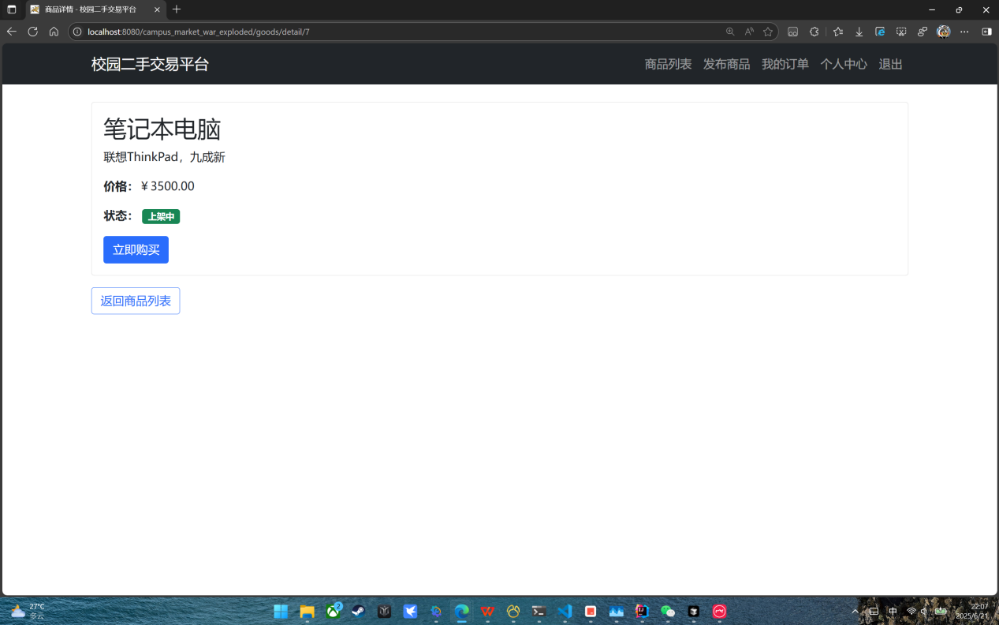 商品详情 - 校园二手交易平台
localhost:8080/campus_market_war_exploded/goods/detail/7
校园二手交易平台
商品列表 发布商品 我的订单 个人中心 退出
笔记本电脑
联想ThinkPad，九成新
价格：￥3500.00
状态： 上架中
立即购买
返回商品列表
27°C
多云
2
中
22:07
2025/6/21